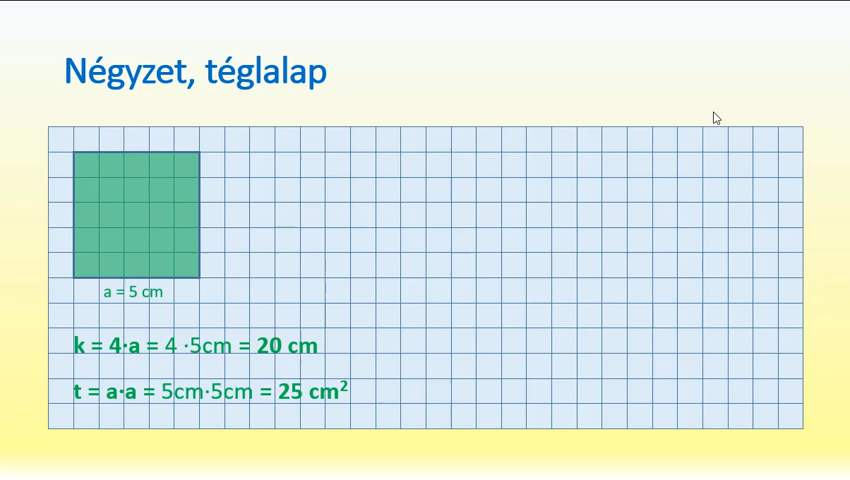 Négyzet, téglalap
a = 5 cm
k = 4·a = 4 ·5cm = 20 cm
t = a·a = 5cm·5cm = 25 cm²